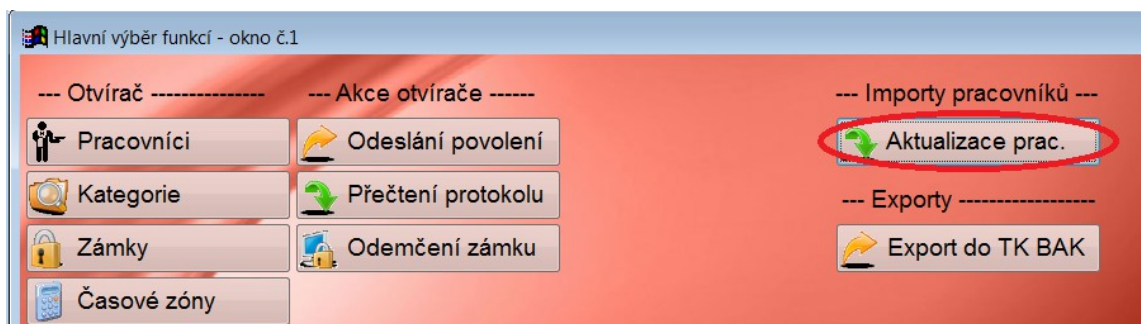 Hlavní výběr funkcí - okno č.1
--- Otvírač ---------------
Pracovníci
Kategorie
Zámky
Časové zóny
--- Akce otvírače ------
Odeslání povolení
Přečtení protokolu
Odemčení zámku
--- Importy pracovníků ---
Aktualizace prac.
--- Exporty ------------------
Export do TK BAK